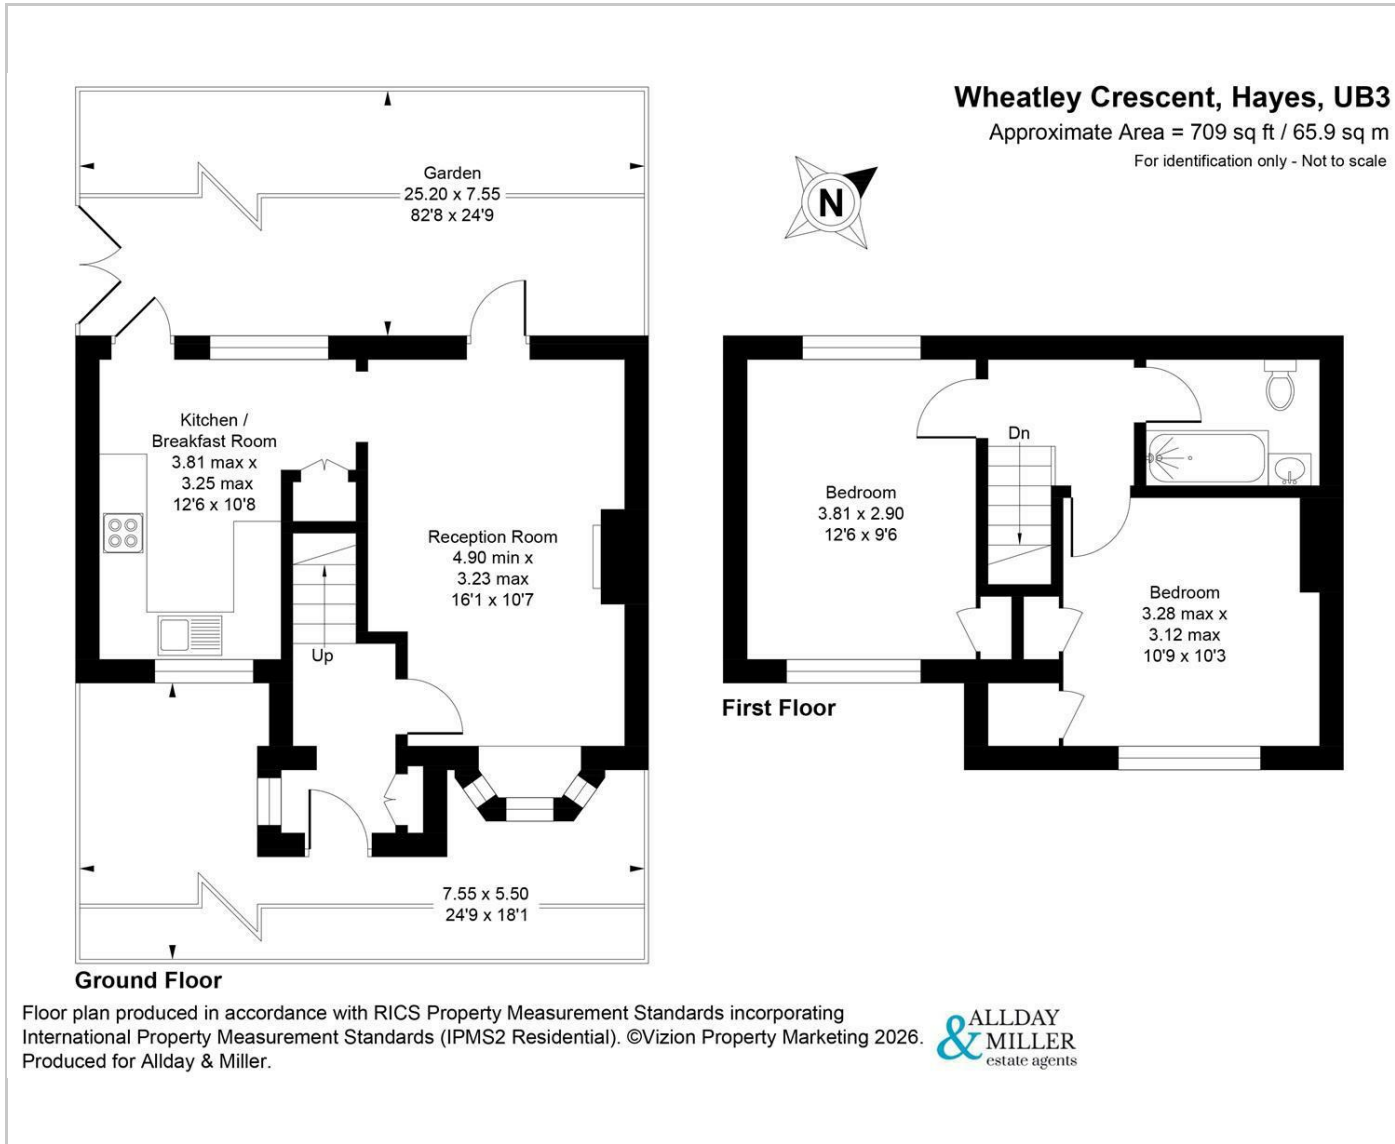 Wheatley Crescent, Hayes, UB3
Approximate Area = 709 sq ft / 65.9 sq m
For identification only - Not to scale
N
Garden
25.20 x 7.55
82'8 x 24'9
Kitchen /
Breakfast Room
3.81 max x
3.25 max
12'6 x 10'8
Reception Room
4.90 min x
3.23 max
16'1 x 10'7
Up
7.55 x 5.50
24'9 x 18'1
Ground Floor
Dn
Bedroom
3.81 x 2.90
12'6 x 9'6
Bedroom
3.28 max x
3.12 max
10'9 x 10'3
First Floor
Floor plan produced in accordance with RICS Property Measurement Standards incorporating
International Property Measurement Standards (IPMS2 Residential). ©Vizion Property Marketing 2026.
Produced for Allday & Miller.
ALLDAY
& MILLER
estate agents